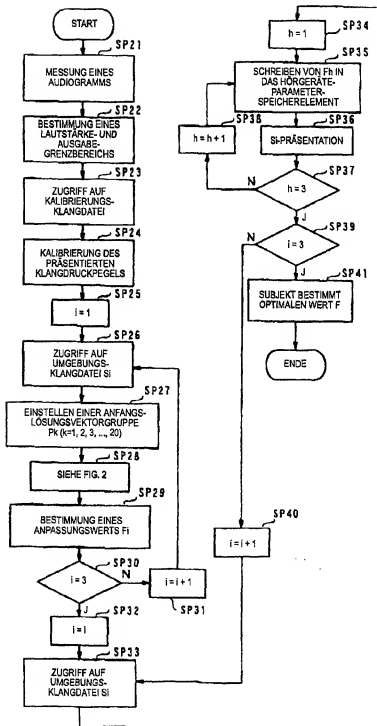 START
SP21
MESSUNG EINES
AUDIOGRAMMS
SP22
BESTIMMUNG EINES
LAUTSTÄRKE- UND
AUSGABE-
GRENZBEREICHS
SP23
ZUGRIFF AUF
KALIBRIERUNGS-
KLANGDATEI
SP24
KALIBRIERUNG DES
PRÄSENTIERTEN
KLANGDRUCKPEGELS
SP25
i=1
SP26
ZUGRIFF AUF
UMGEBUNGS-
KLANGDATEI Si
SP27
EINSTELLEN EINER ANFANGS-
LÖSUNGSVEKTORGRUPPE
Pk (k=1, 2, 3, ..., 20)
SP28
SIEHE FIG. 2
SP29
BESTIMMUNG EINES
ANPASSUNGSWERTS Fi
SP30
i=3
N
i=i+1
SP31
J
SP32
i=i
SP33
ZUGRIFF AUF
UMGEBUNGS-
KLANGDATEI Si
SP34
h=1
SP35
SCHREIBEN VON Fh IN
DAS HÖRGERÄTE-
PARAMETER-
SPEICHERELEMENT
SP36
Si-PRÄSENTATION
SP38
h=h+1
SP37
N
h=3
J
SP39
N
i=3
J
SP41
SUBJEKT BESTIMMT
OPTIMALEN WERT F
ENDE
SP40
i=i+1